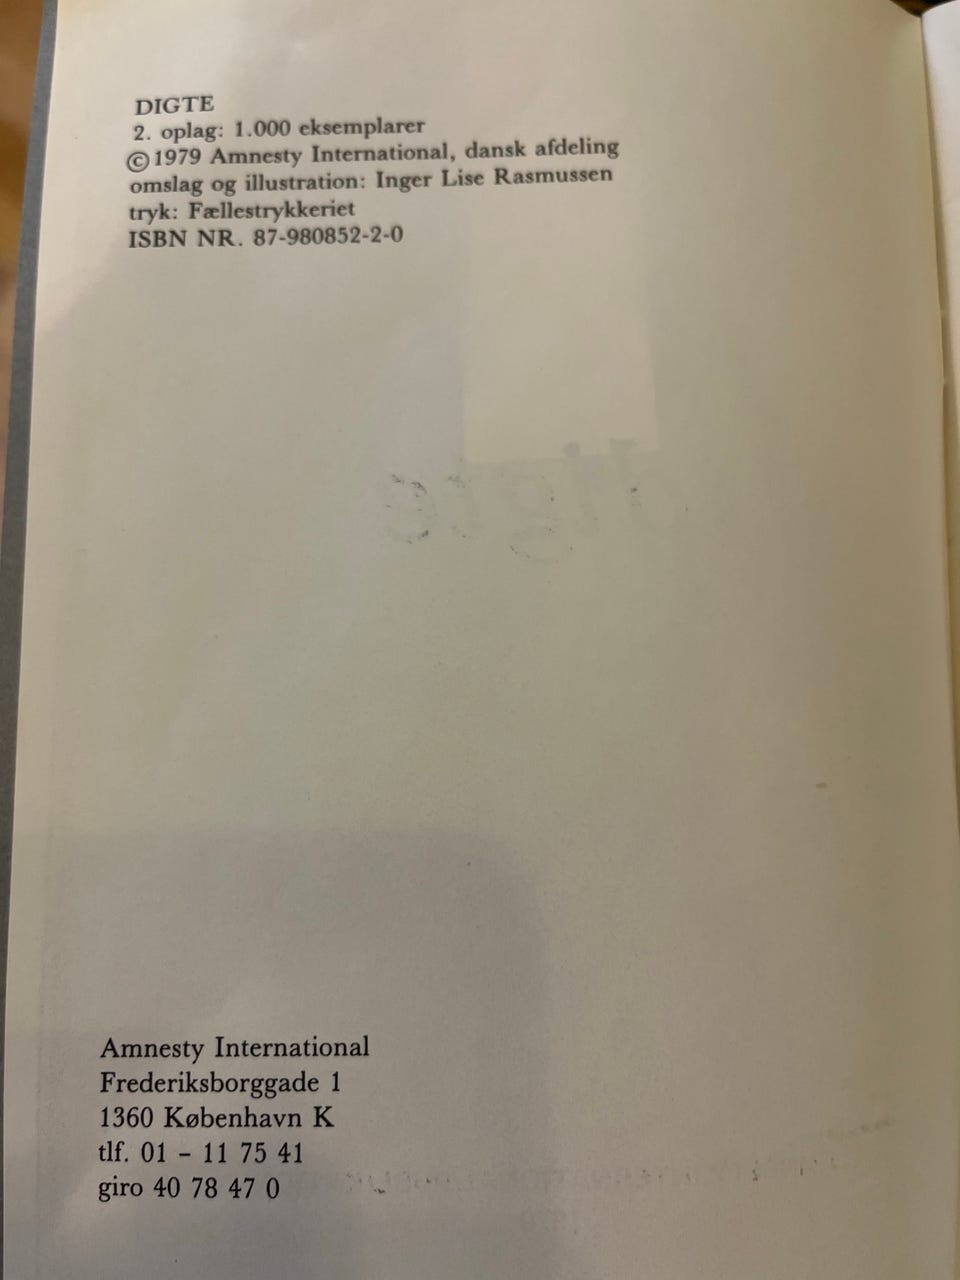 DIGTE
2. oplag: 1.000 eksemplarer
©1979 Amnesty International, dansk afdeling
omslag og illustration: Inger Lise Rasmussen
tryk: Fællestrykkeriet
ISBN NR. 87-980852-2-0
Amnesty International
Frederiksborggade 1
1360 København K
tlf. 01 - 11 75 41
giro 40 78 47 0